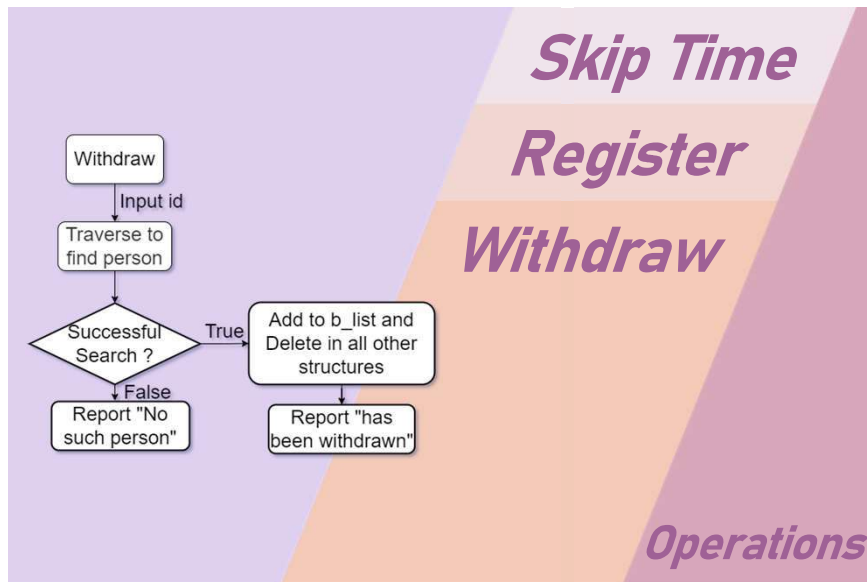 Skip Time
Register
Withdraw
Withdraw
Input id
Traverse to
find person
Successful
Search ?
True
Add to b_list and
Delete in all other
structures
False
Report "No
such person"
Report "has
been withdrawn"
Operations